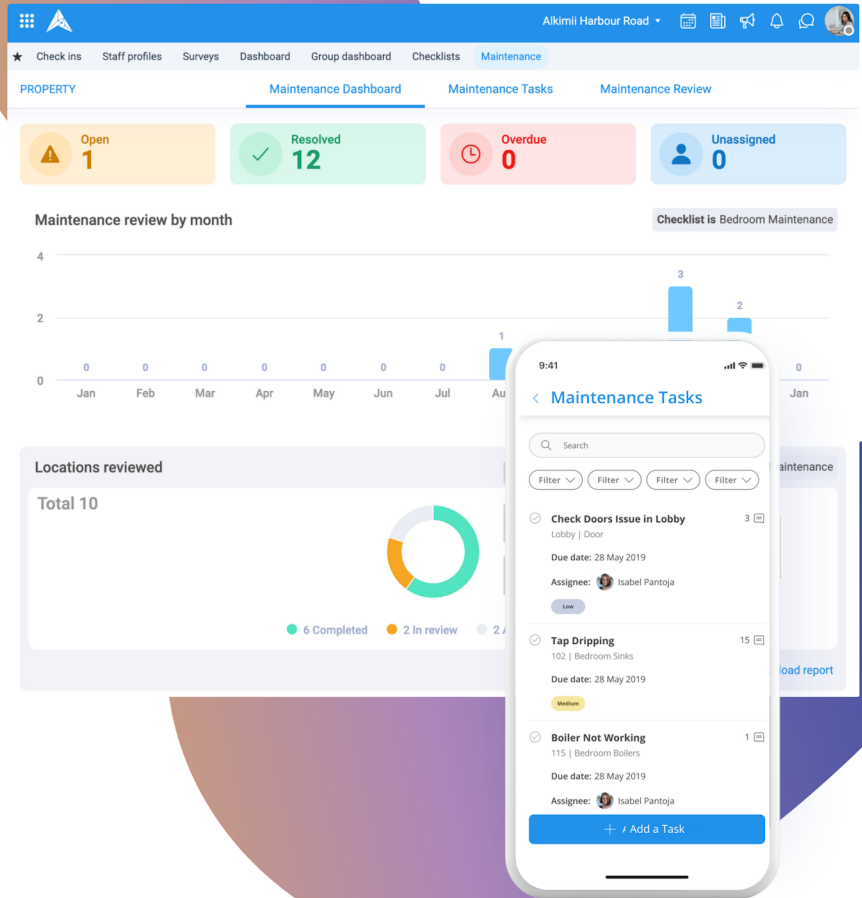 Alkimii Harbour Road
Check ins Staff profiles Surveys Dashboard Group dashboard Checklists Maintenance
PROPERTY Maintenance Dashboard Maintenance Tasks Maintenance Review
Open
1
Resolved
12
Overdue
0
Unassigned
0
Maintenance review by month
Checklist is Bedroom Maintenance
4
2
0
0 0 0 0 0 0 1 3 2 0
Jan Feb Mar Apr May Jun Jul Au Jan
Locations reviewed
aintenance
Total 10
6 Completed 2 In review 2
load report
9:41
Maintenance Tasks
Search
Filter Filter Filter Filter
Check Doors Issue in Lobby 3
Lobby | Door
Due date: 28 May 2019
Assignee: Isabel Pantoja
Low
Tap Dripping 15
102 | Bedroom Sinks
Due date: 28 May 2019
Medium
Boiler Not Working 1
115 | Bedroom Boilers
Due date: 28 May 2019
Assignee: Isabel Pantoja
Add a Task